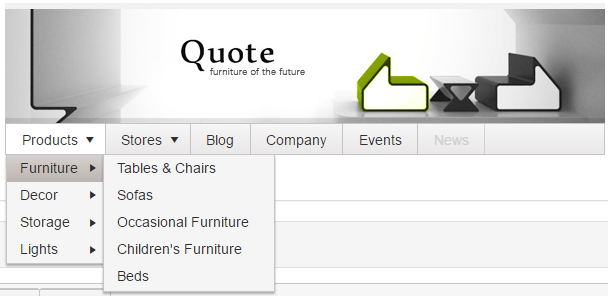 Quote
furniture of the future
Products Stores Blog Company Events News
Furniture
Decor
Storage
Lights
Tables & Chairs
Sofas
Occasional Furniture
Children's Furniture
Beds